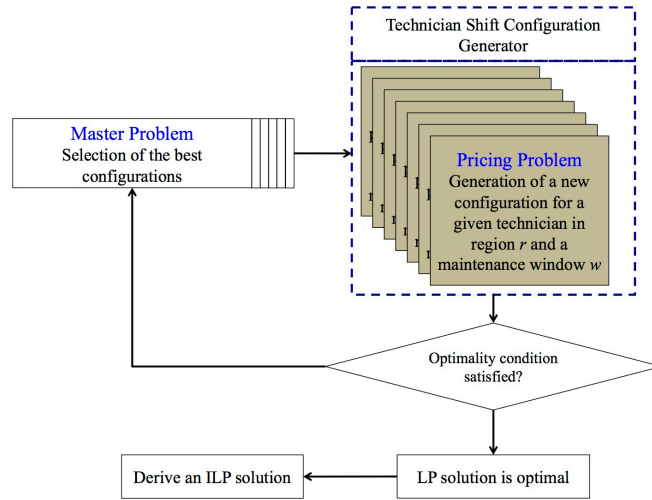 Technician Shift Configuration
Generator
Master Problem
Selection of the best
configurations
Pricing Problem
Generation of a new
configuration for a
given technician in
region r and a
maintenance window w
Optimality condition
satisfied?
Derive an ILP solution
LP solution is optimal